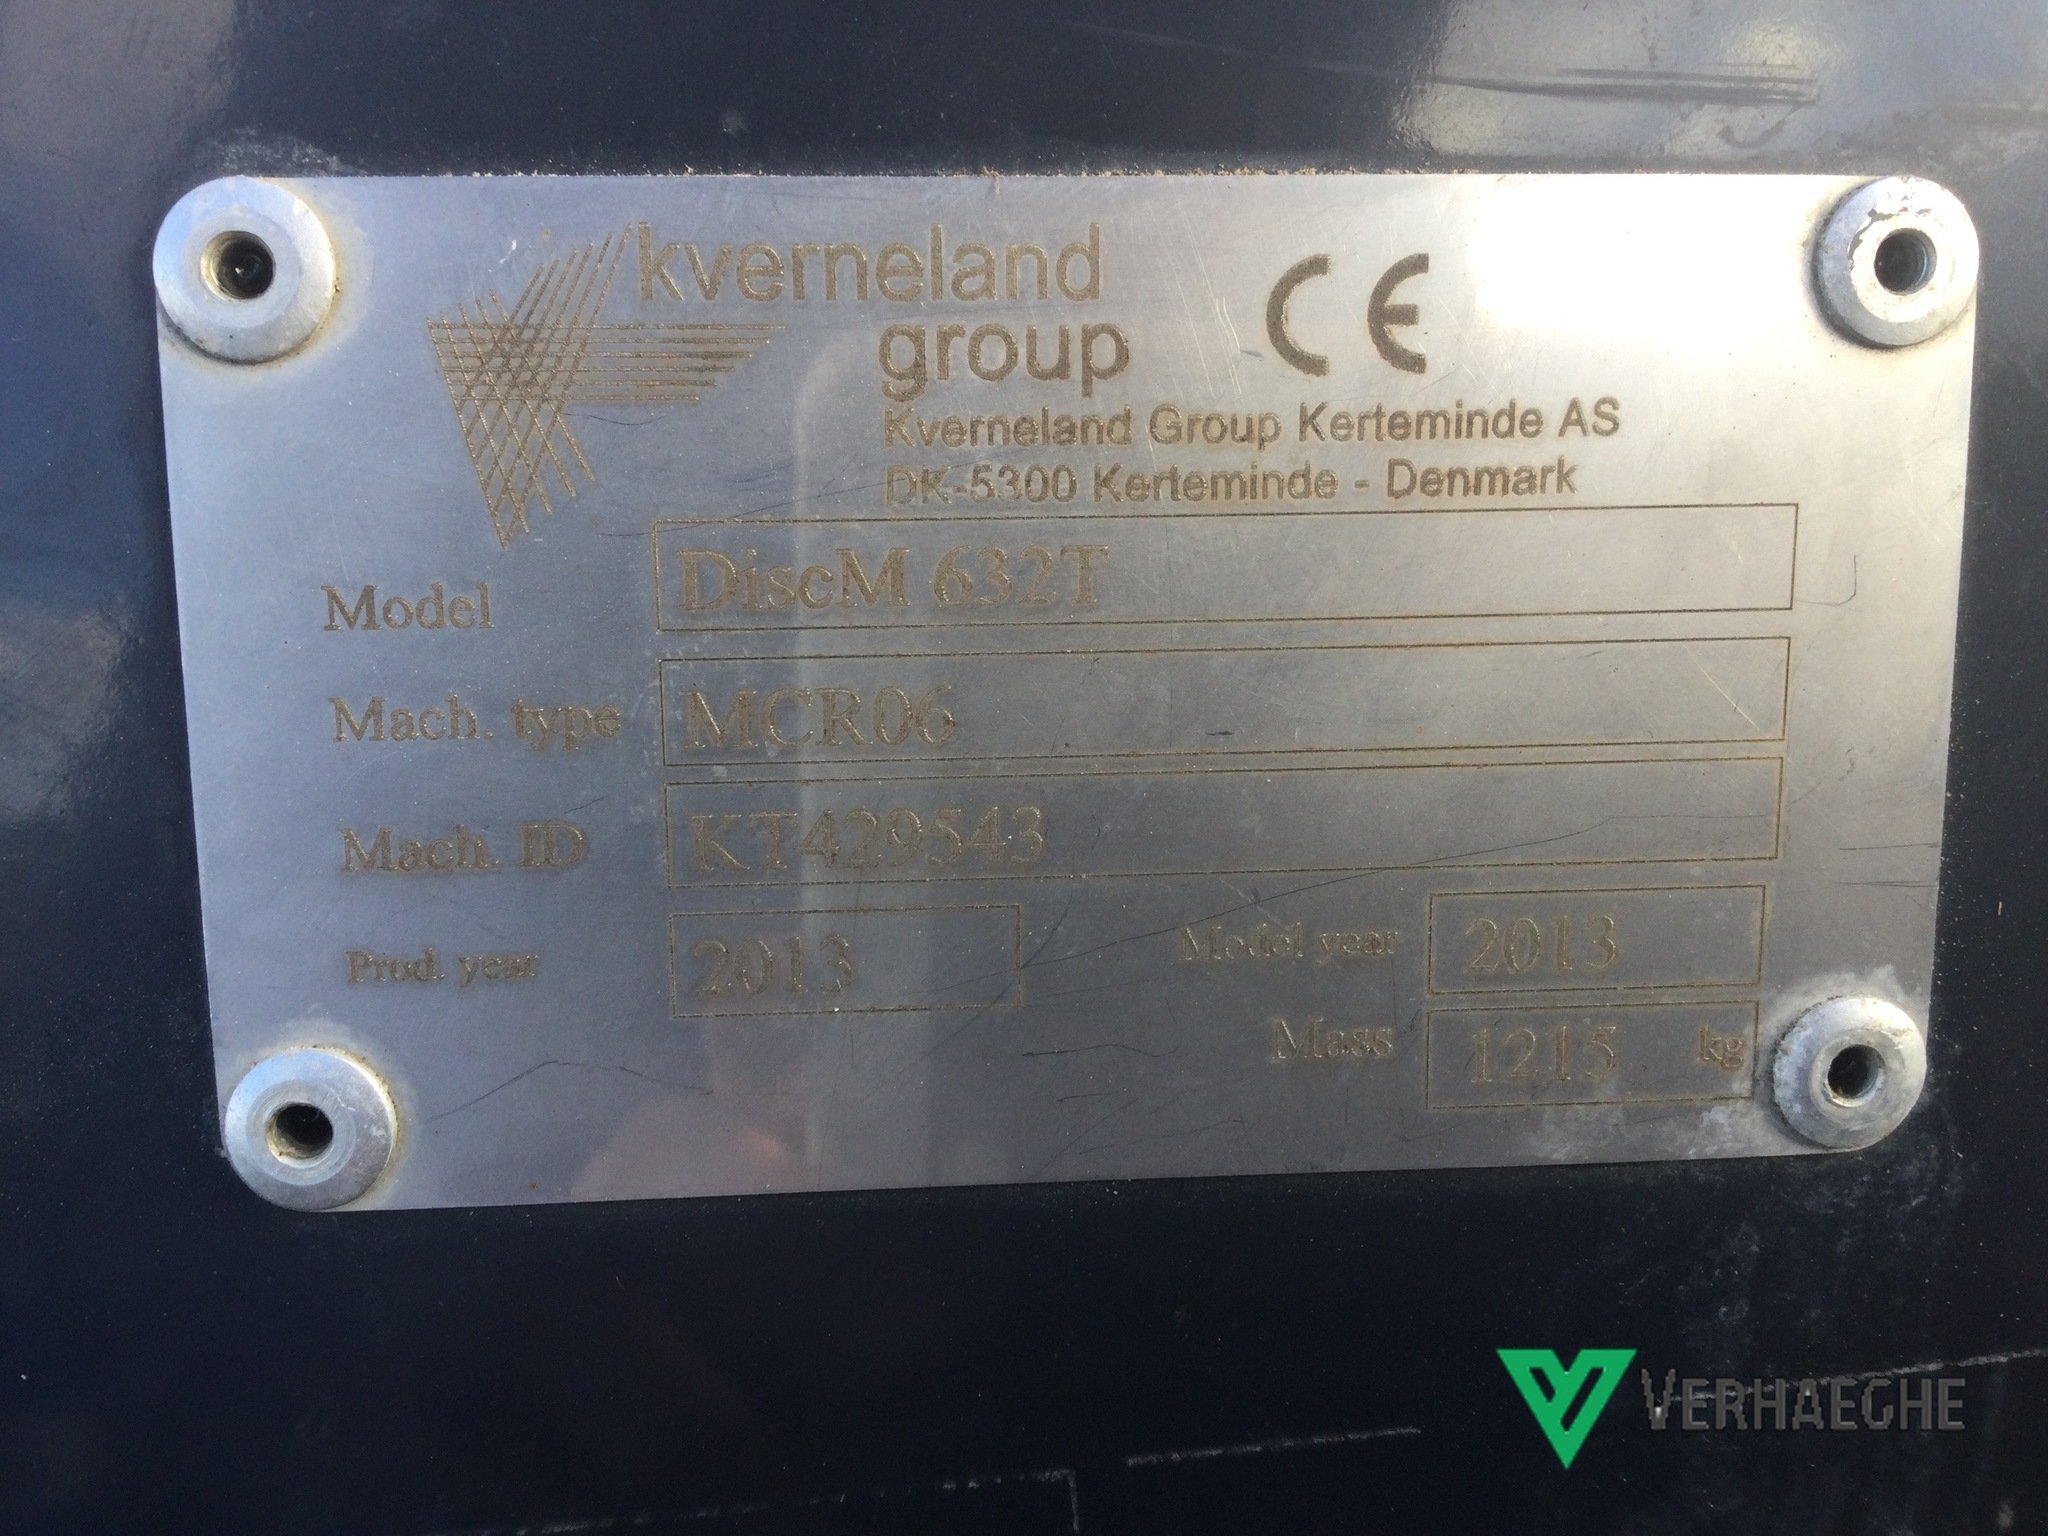 kverneland
group
CE
Kverneland Group Kerteminde AS
DK-5300 Kerteminde - Denmark
Model DiscM 632T
Mach. type MCR06
Mach. ID KT429543
Prod. year 2013 Model year 2013
Mass 1215 kg
VERHAEGHE